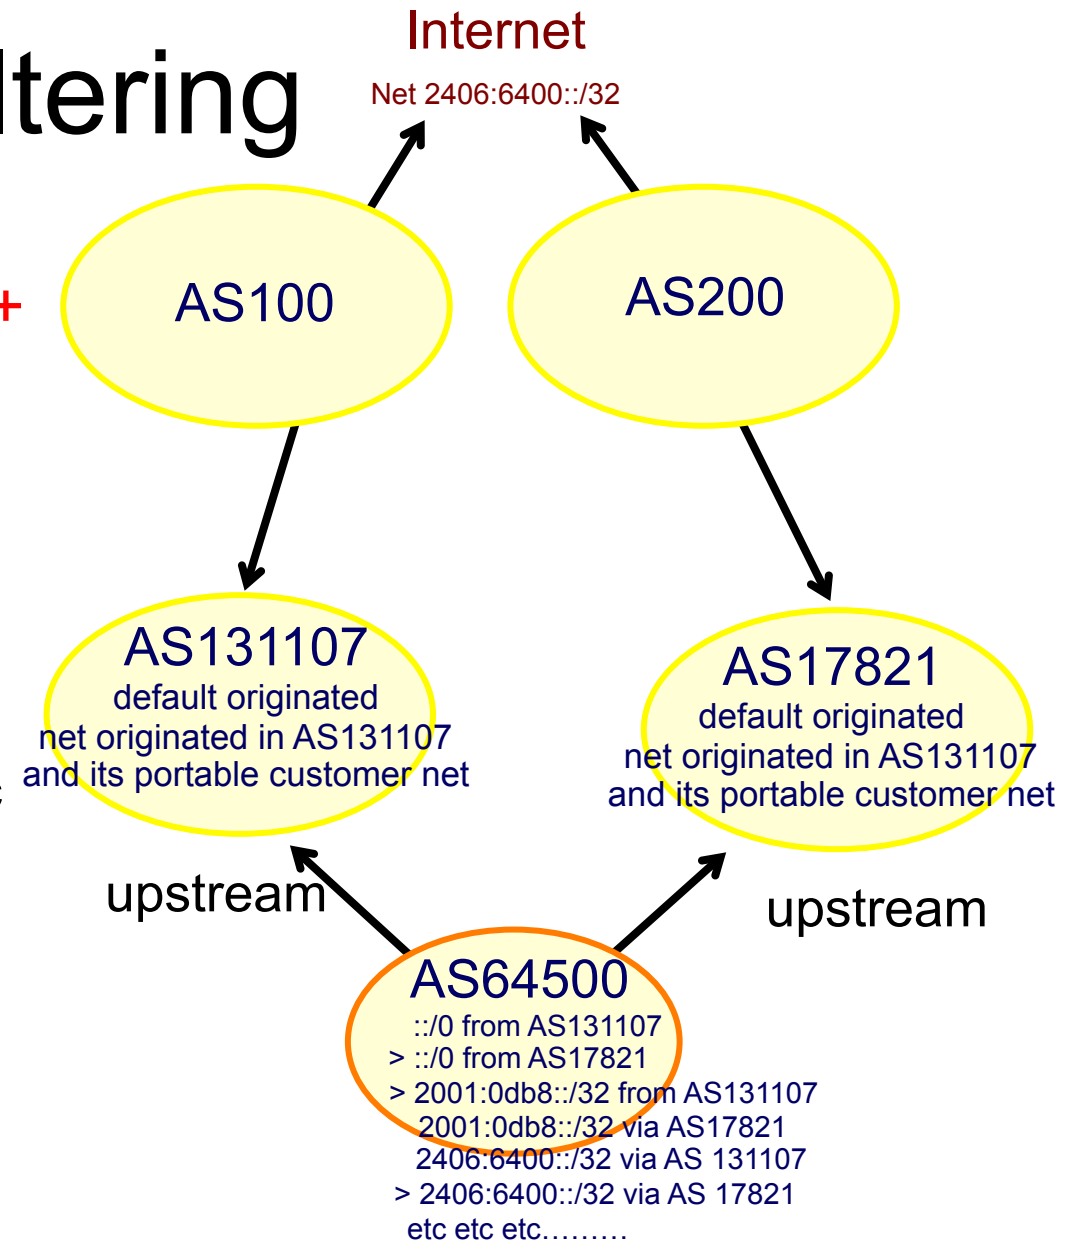 Internet
ltering
Net 2406:6400::/32
+
AS100
AS200
AS131107
default originated
net originated in AS131107
and its portable customer net
AS17821
default originated
net originated in AS131107
and its portable customer net
upstream
upstream
AS64500
::/0 from AS131107
> ::/0 from AS17821
> 2001:0db8::/32 from AS131107
2001:0db8::/32 via AS17821
2406:6400::/32 via AS 131107
> 2406:6400::/32 via AS 17821
etc etc etc………